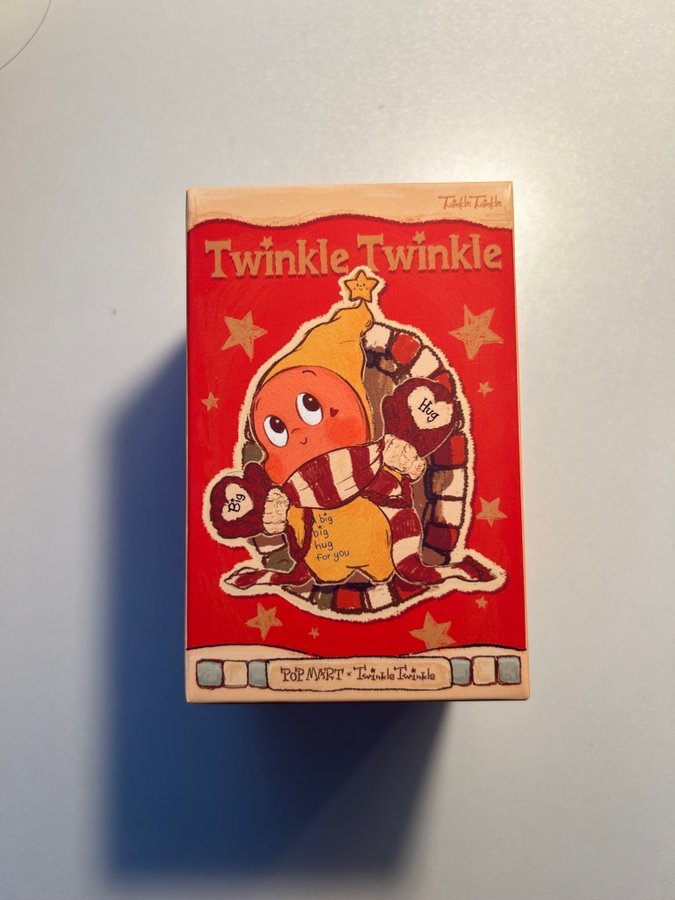 Twinkle Twinkle
Twinkle Twinkle
Hug
Big
A big
big
hug
for you
POP MART × Twinkle Twinkle